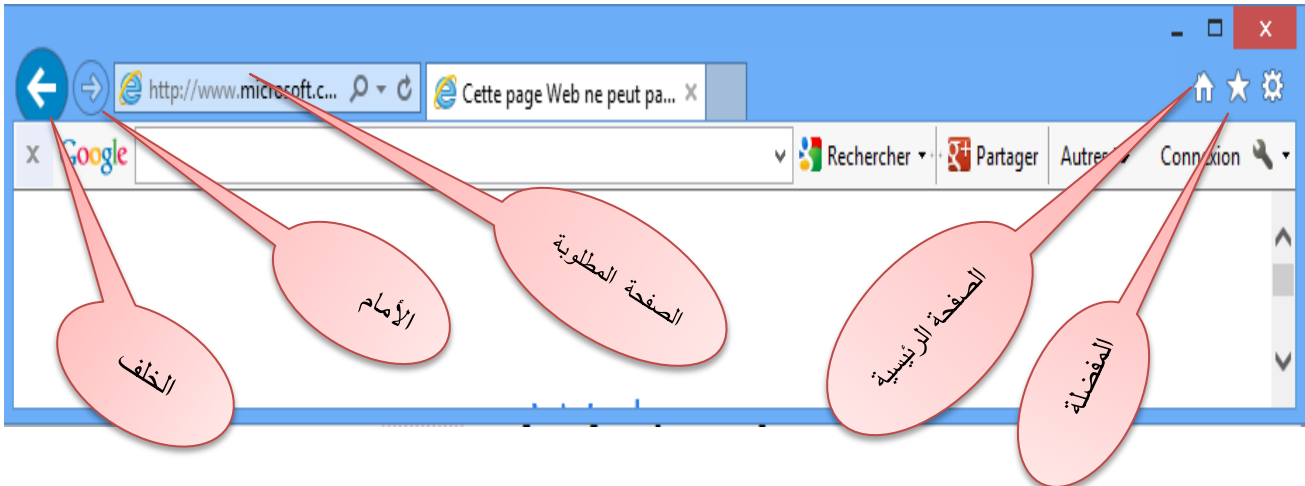 x
http://www.microsoft.c...
Cette page Web ne peut pa... ×
x Google
Rechercher
g+ Partager
Connexion
الصفحة المطلوبة
الأمام
الخلف
الصفحة الرئيسية
المفضلة